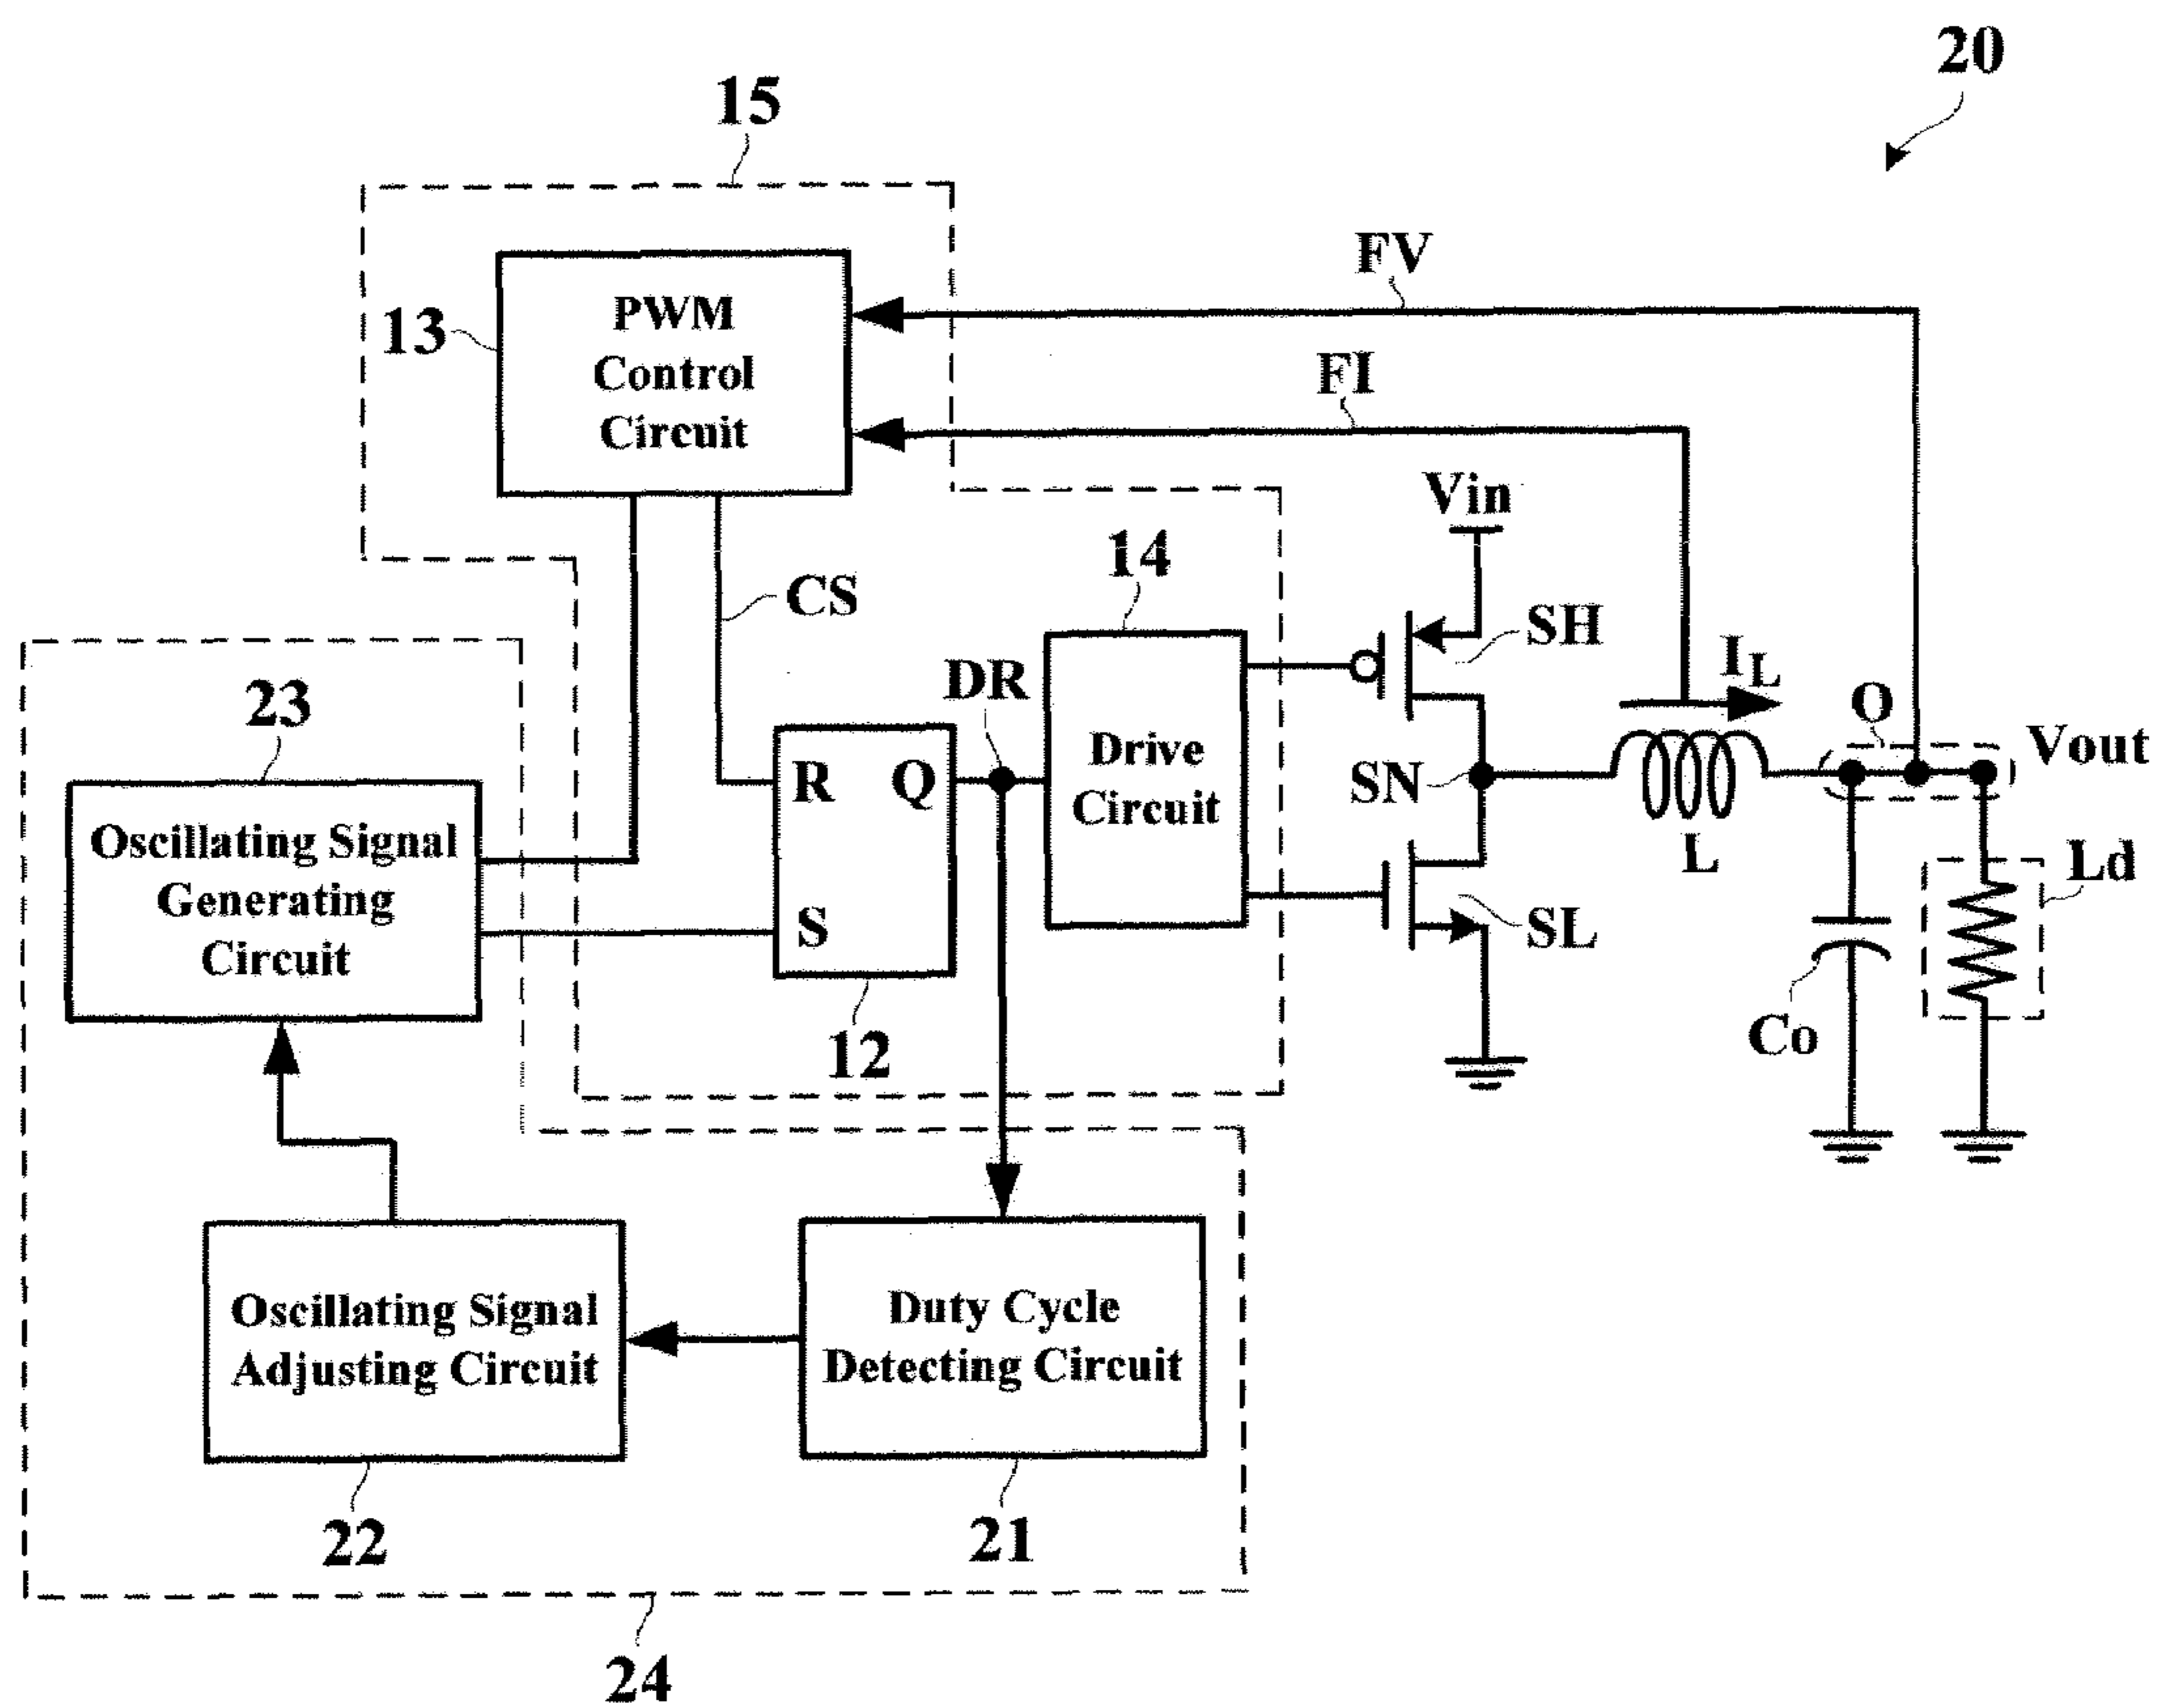 20
15
FV
13
PWM
Control
Circuit
FI
Vin
14
CS
SH
DR
IL
23
O
Vout
R
Q
Drive
Circuit
SN
Oscillating Signal
Generating
Circuit
L
Ld
S
SL
12
Co
Oscillating Signal
Adjusting Circuit
Duty Cycle
Detecting Circuit
22
21
24